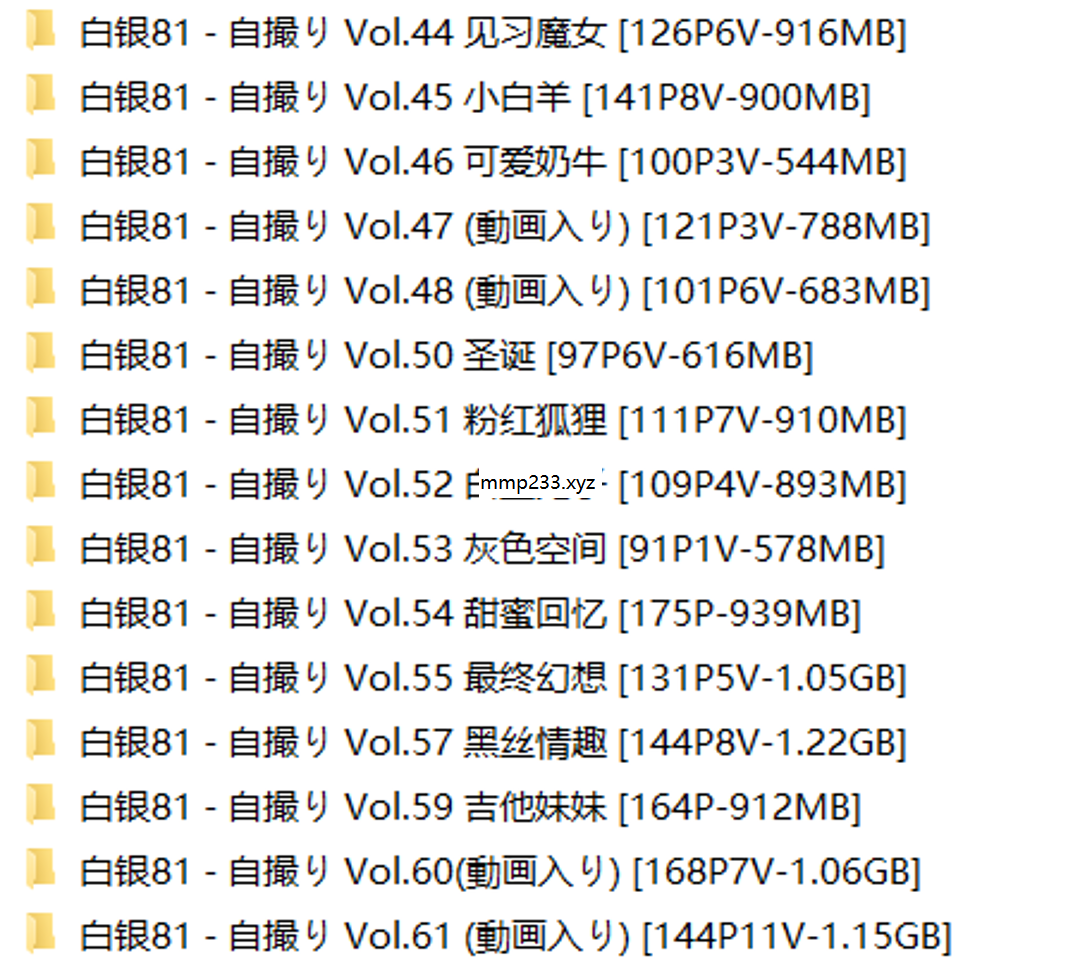 白银81 - 自撮り Vol.44 见习魔女 [126P6V-916MB]
白银81 - 自撮り Vol.45 小白羊 [141P8V-900MB]
白银81 - 自撮り Vol.46 可爱奶牛 [100P3V-544MB]
白银81 - 自撮り Vol.47 (動画入り) [121P3V-788MB]
白银81 - 自撮り Vol.48 (動画入り) [101P6V-683MB]
白银81 - 自撮り Vol.50 圣诞 [97P6V-616MB]
白银81 - 自撮り Vol.51 粉红狐狸 [111P7V-910MB]
白银81 - 自撮り Vol.52 mmp233.xyz [109P4V-893MB]
白银81 - 自撮り Vol.53 灰色空间 [91P1V-578MB]
白银81 - 自撮り Vol.54 甜蜜回忆 [175P-939MB]
白银81 - 自撮り Vol.55 最终幻想 [131P5V-1.05GB]
白银81 - 自撮り Vol.57 黑丝情趣 [144P8V-1.22GB]
白银81 - 自撮り Vol.59 吉他妹妹 [164P-912MB]
白银81 - 自撮り Vol.60(動画入り) [168P7V-1.06GB]
白银81 - 自撮り Vol.61 (動画入り) [144P11V-1.15GB]